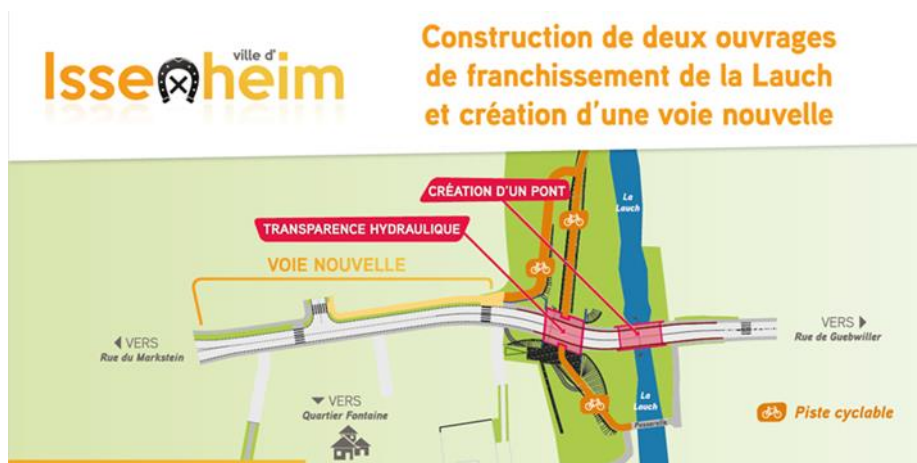 ville d'
Issenheim
Construction de deux ouvrages
de franchissement de la Lauch
et création d'une voie nouvelle
CRÉATION D'UN PONT
La
Lauch
TRANSPARENCE HYDRAULIQUE
VOIE NOUVELLE
VERS
Rue du Markstein
VERS
Rue de Guebwiller
VERS
Quartier Fontaine
La
Lauch
Passerelle
Piste cyclable